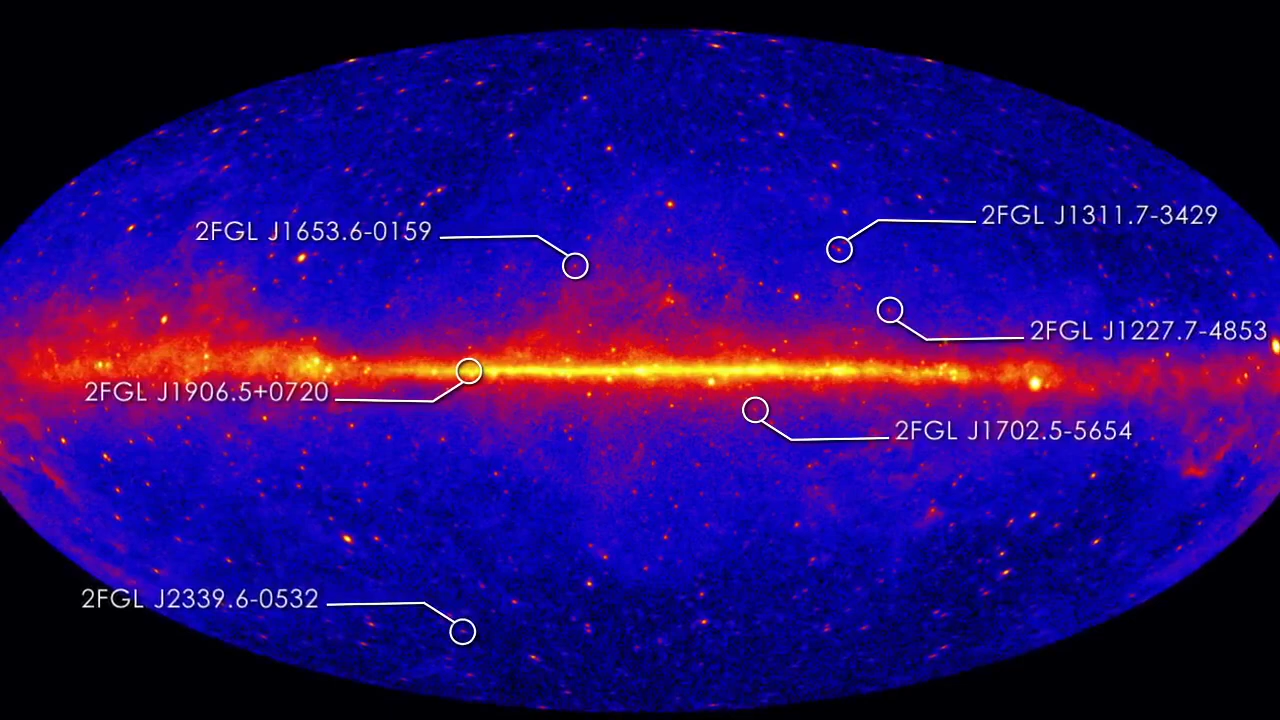 2FGL J1311.7-3429
2FGL J1653.6-0159
2FGL J1227.7-4853
2FGL J1906.5+0720
2FGL J1702.5-5654
2FGL J2339.6-0532